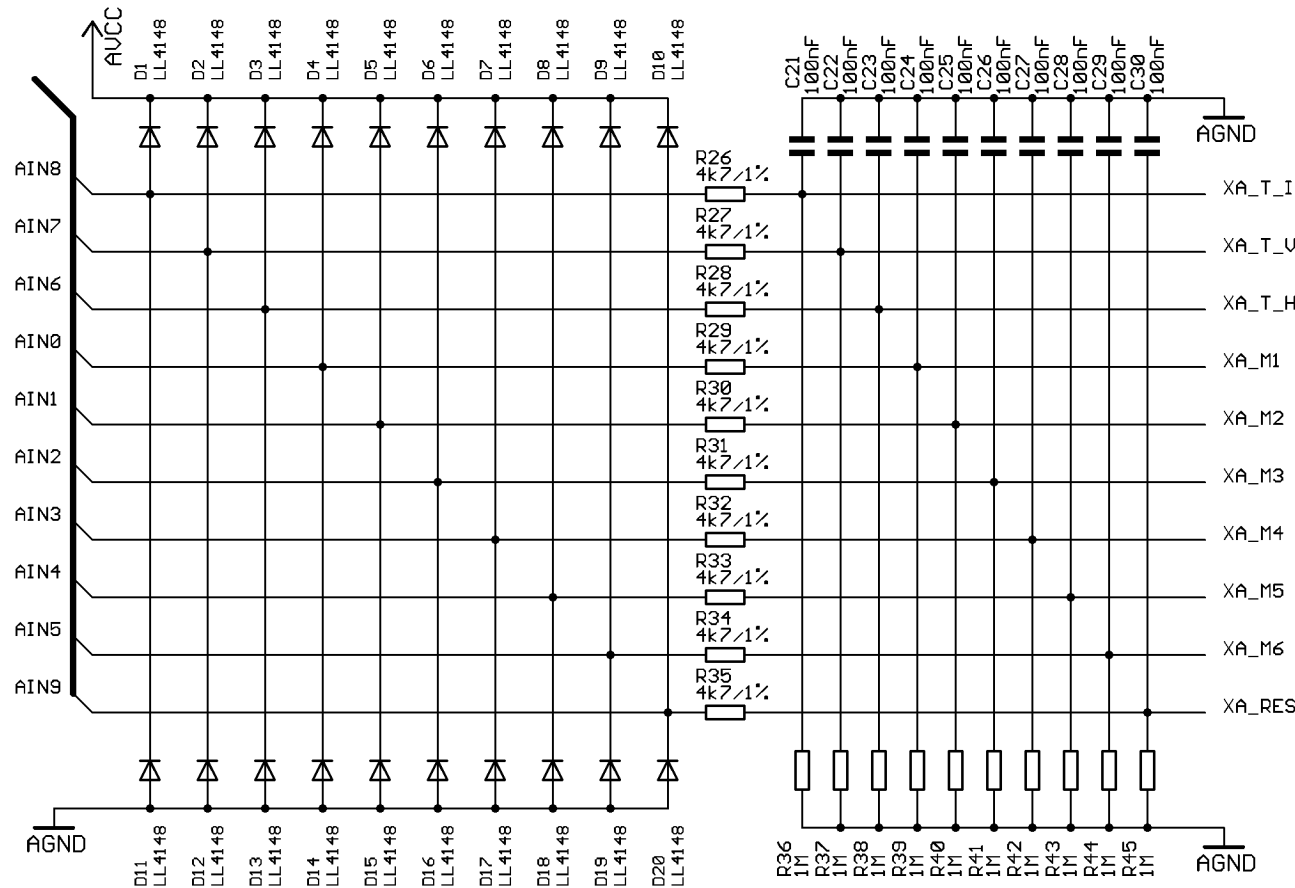 AVCC
D1 LL4148
D2 LL4148
D3 LL4148
D4 LL4148
D5 LL4148
D6 LL4148
D7 LL4148
D8 LL4148
D9 LL4148
D10 LL4148
C21 100nF
C22 100nF
C23 100nF
C24 100nF
C25 100nF
C26 100nF
C27 100nF
C28 100nF
C29 100nF
C30 100nF
AGND
AIN8
R26
4k7/1%
XA_T_I
AIN7
R27
4k7/1%
XA_T_V
AIN6
R28
4k7/1%
XA_T_H
AIN0
R29
4k7/1%
XA_M1
AIN1
R30
4k7/1%
XA_M2
AIN2
R31
4k7/1%
XA_M3
AIN3
R32
4k7/1%
XA_M4
AIN4
R33
4k7/1%
XA_M5
AIN5
R34
4k7/1%
XA_M6
AIN9
R35
4k7/1%
XA_RES
AGND
D11 LL4148
D12 LL4148
D13 LL4148
D14 LL4148
D15 LL4148
D16 LL4148
D17 LL4148
D18 LL4148
D19 LL4148
D20 LL4148
R36 1M
R37 1M
R38 1M
R39 1M
R40 1M
R41 1M
R42 1M
R43 1M
R44 1M
R45 1M
AGND